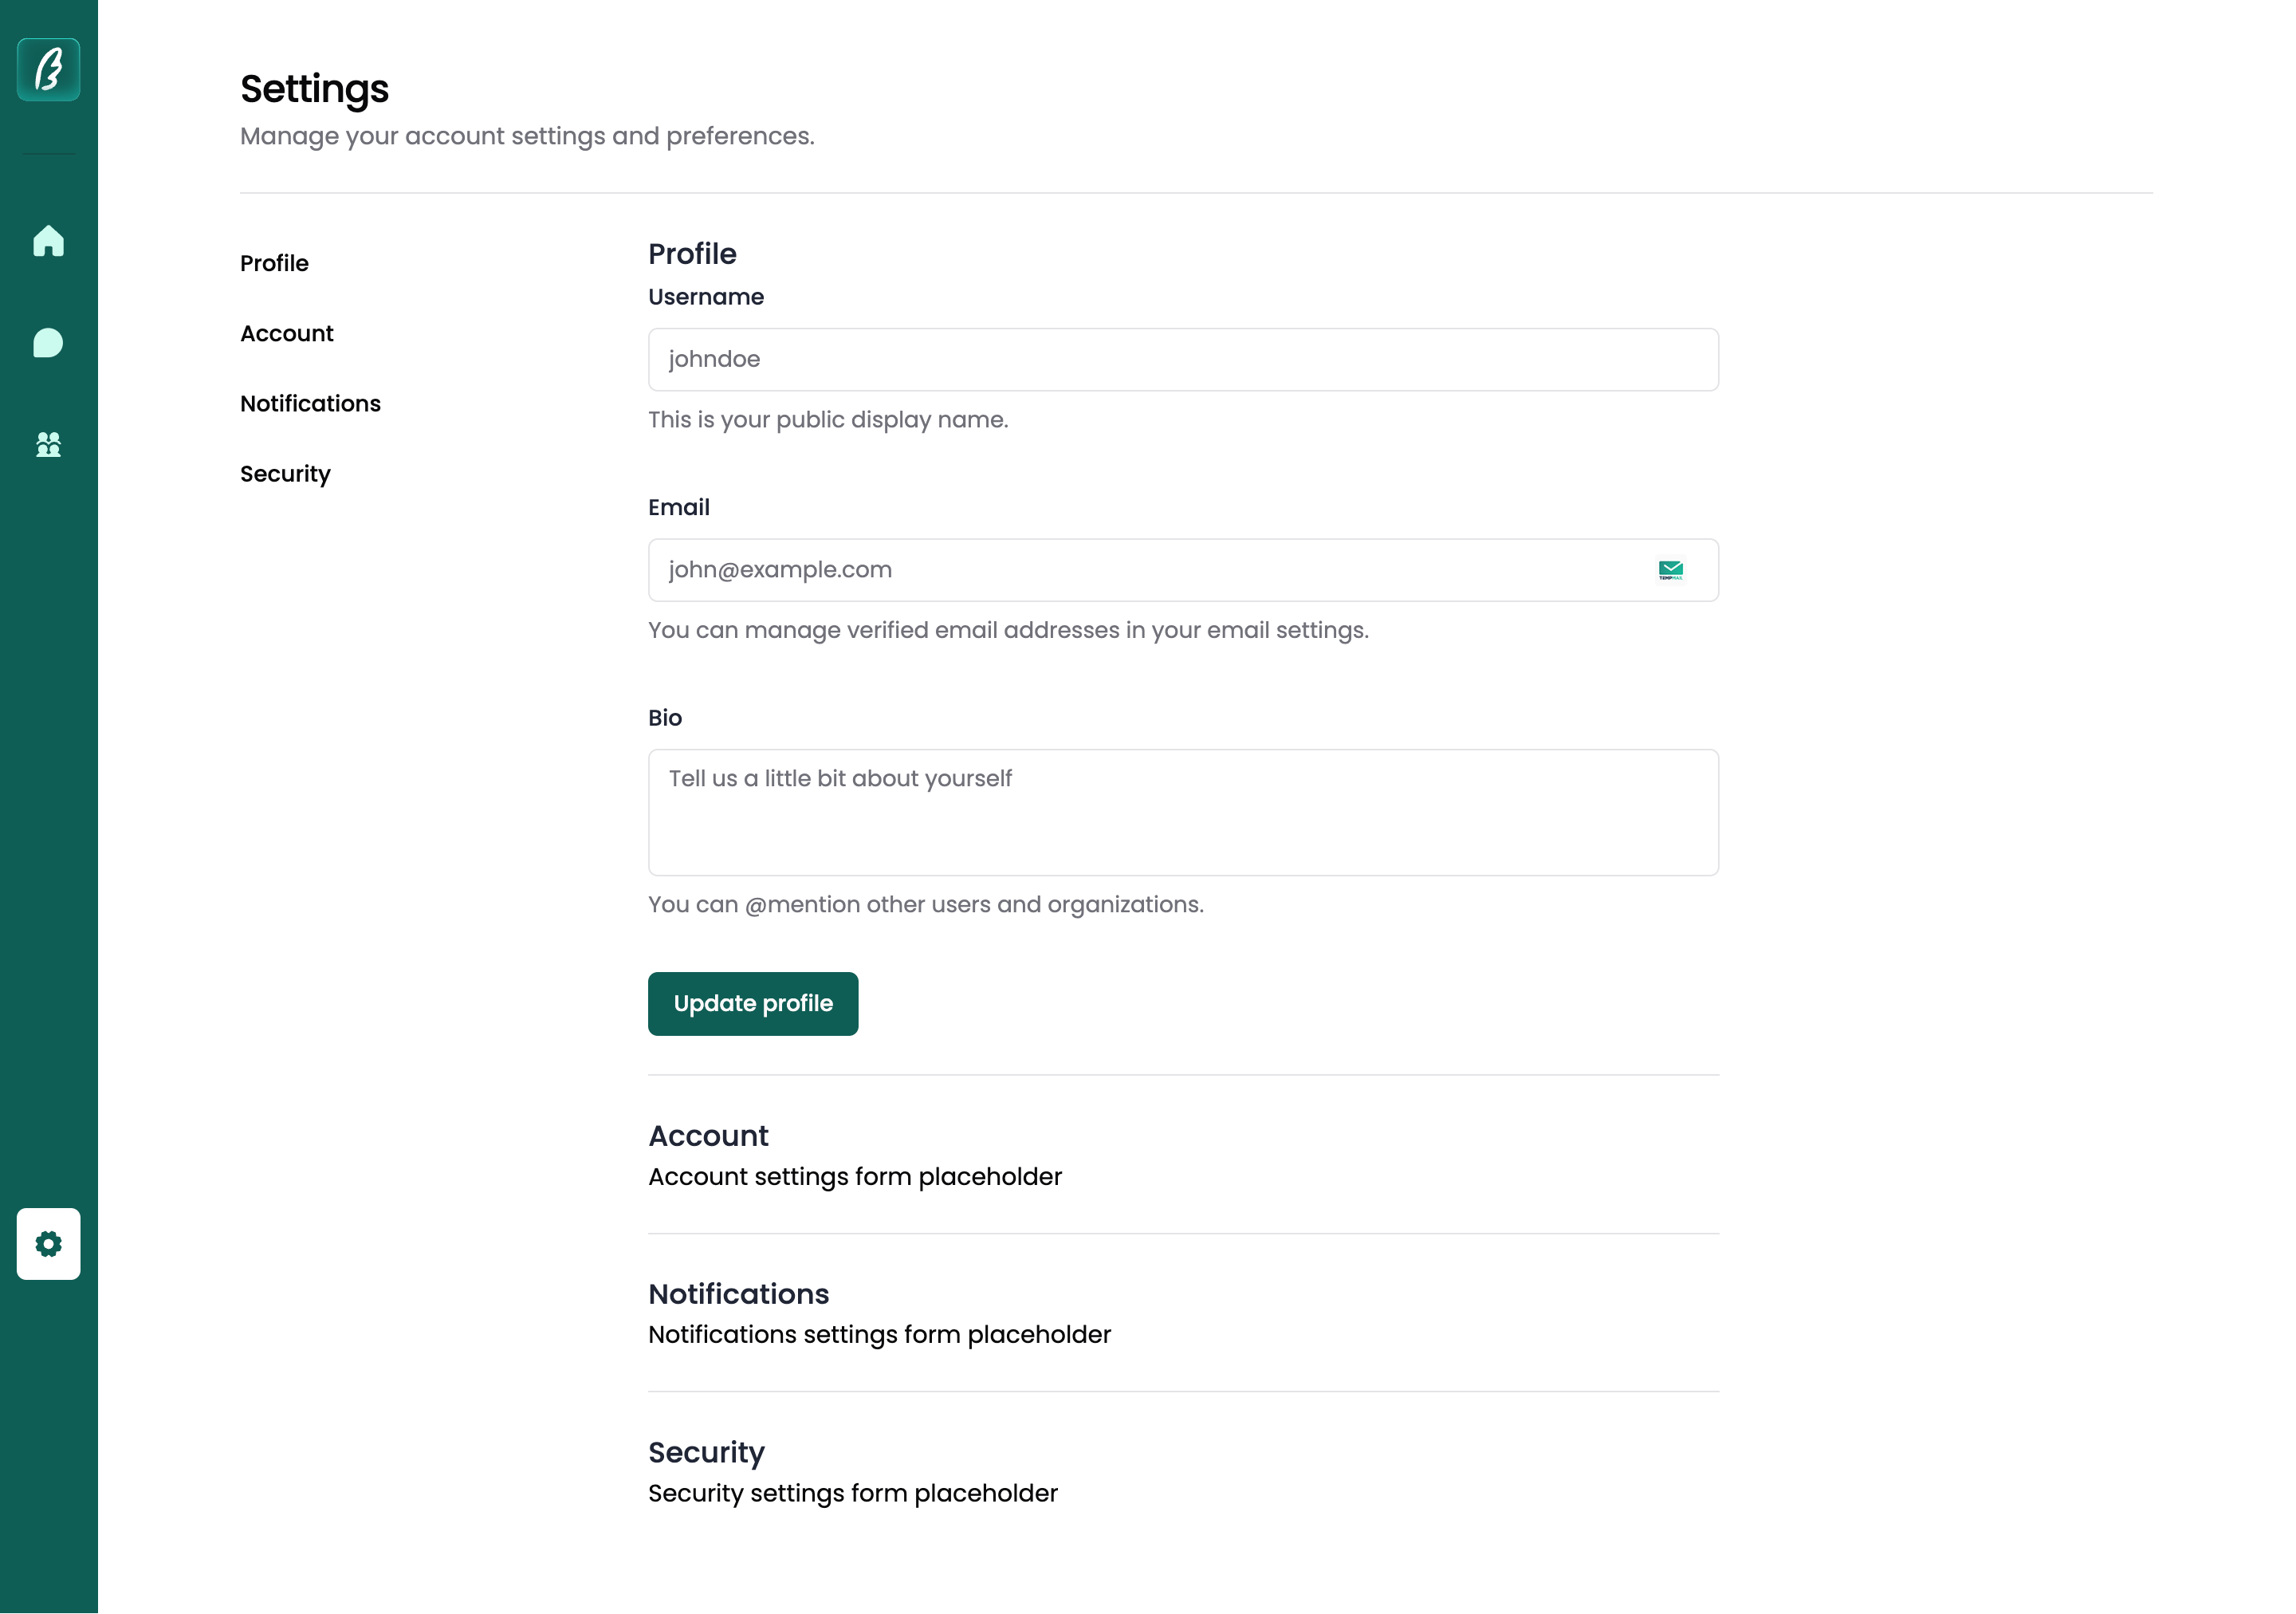 Settings
Manage your account settings and preferences.
Profile
Account
Notifications
Security
Profile
Username
johndoe
This is your public display name.
Email
john@example.com
TEMPMAIL
You can manage verified email addresses in your email settings.
Bio
Tell us a little bit about yourself
You can @mention other users and organizations.
Update profile
Account
Account settings form placeholder
Notifications
Notifications settings form placeholder
Security
Security settings form placeholder